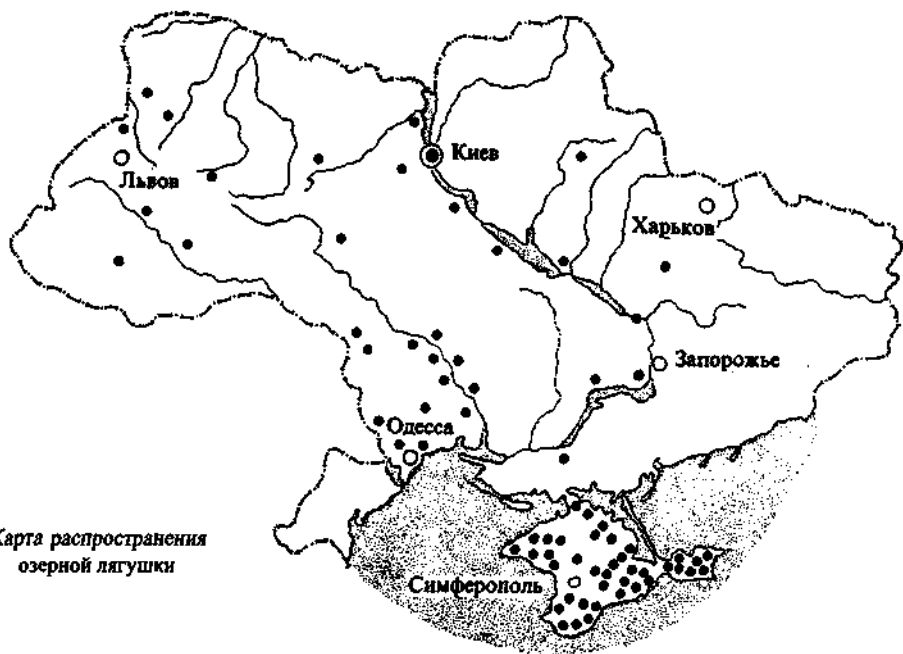 Киев
Львов
Харьков
Запорожье
Одесса
Карта распространения
озерной лягушки
Симферополь